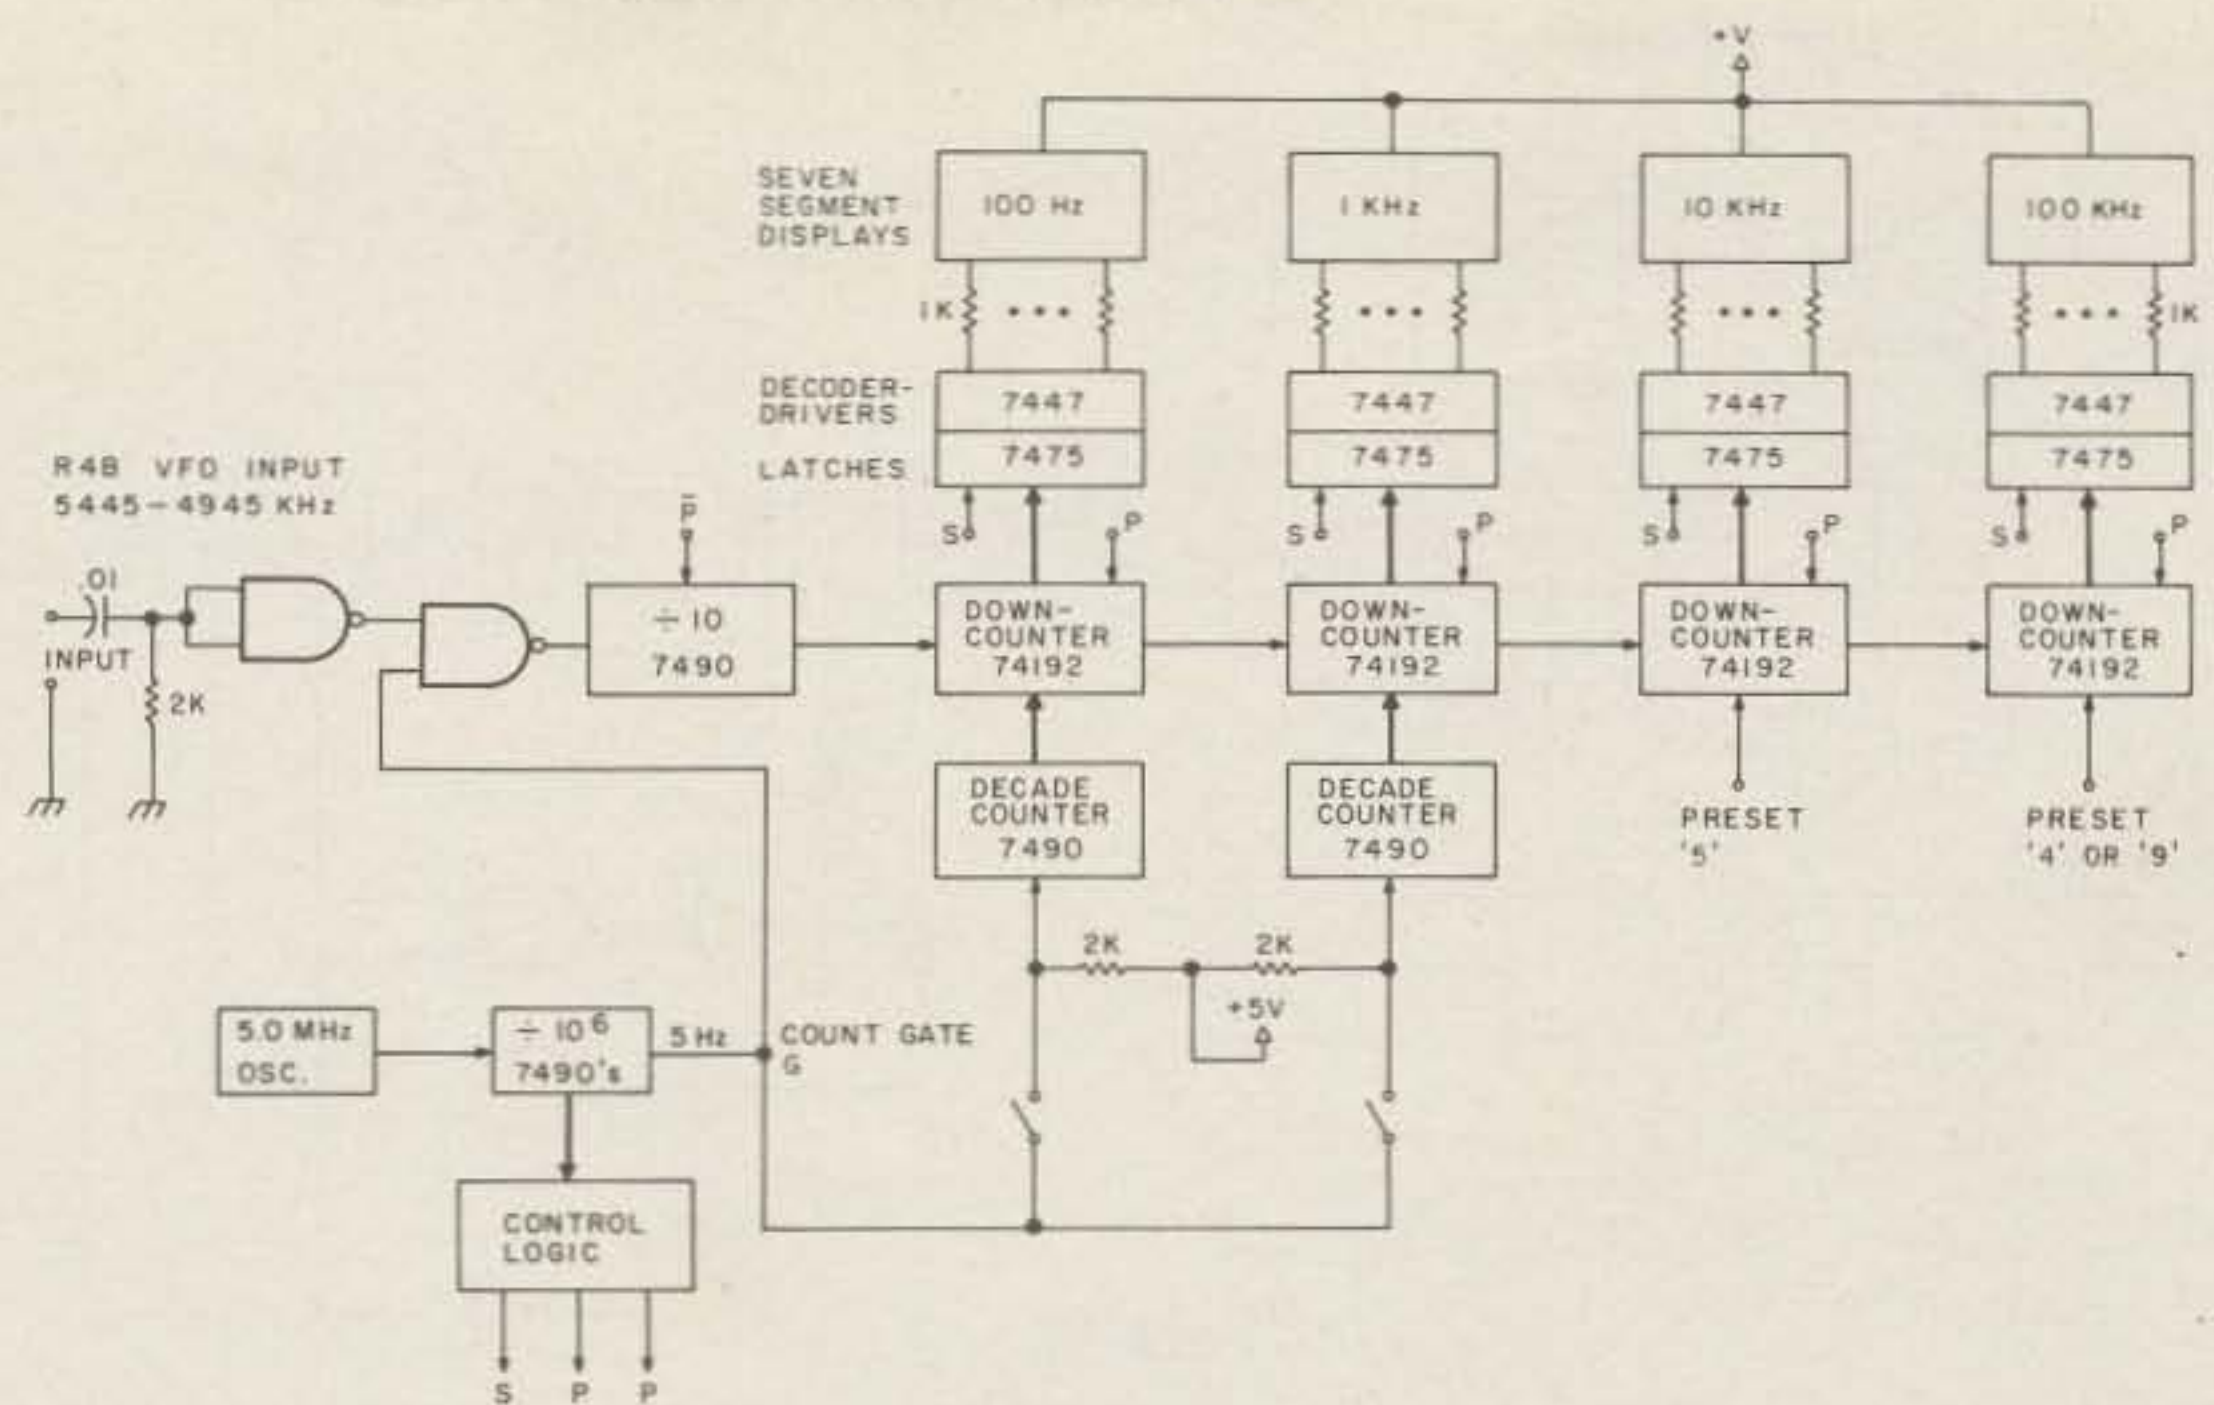 +V
SEVEN
SEGMENT
DISPLAYS
100 Hz
1 KHz
10 KHz
100 KHz
1K
• • •
• • •
• • •
• • •
1K
DECODER-
DRIVERS
7447
7447
7447
7447
LATCHES
7475
7475
7475
7475
R4B VFO INPUT
5445-4945 KHz
P̅
S
P
S
P
S
P
S
P
.01
INPUT
2K
÷ 10
7490
DOWN-
COUNTER
74192
DOWN-
COUNTER
74192
DOWN-
COUNTER
74192
DOWN-
COUNTER
74192
DECADE
COUNTER
7490
DECADE
COUNTER
7490
PRESET
'5'
PRESET
'4' OR '9'
2K
2K
+5V
5.0 MHz
OSC.
÷ 10⁶
7490's
5 Hz
COUNT GATE
G
CONTROL
LOGIC
S
P
P